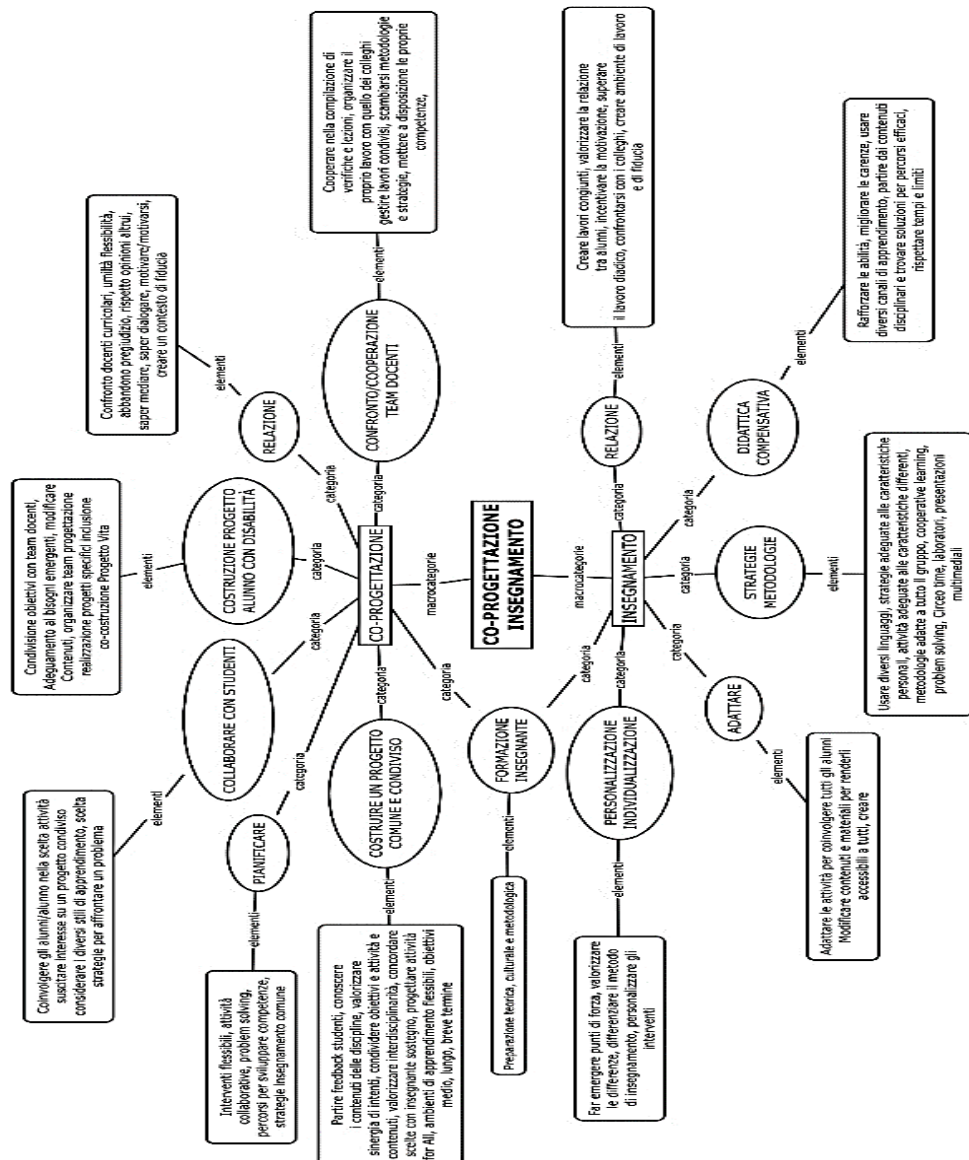 Confronto docenti curricolari, umiltà flessibilità,
abbandono pregiudizio, rispetto opinioni altrui,
saper mediare, saper dialogare, motivare/motivarsi,
creare un contesto di fiducia
elementi
RELAZIONE
categoria
Cooperare nella compilazione di
verifiche e lezioni, organizzare il
proprio lavoro con quello dei colleghi
gestire lavori condivisi, scambiarsi metodologie
e strategie, mettere a disposizione le proprie
competenze,
elementi
CONFRONTO/COOPERAZIONE
TEAM DOCENTI
categoria
Condivisione obiettivi con team docenti,
Adeguamento ai bisogni emergenti, modificare
Contenuti, organizzare team progettazione
realizzazione progetti specifici inclusione
co-costruzione Progetto Vita
elementi
COSTRUZIONE PROGETTO
ALUNNO CON DISABILITÀ
categoria
Coinvolgere gli alunni/alunno nella scelta attività
suscitare interesse su un progetto condiviso
considerare i diversi stili di apprendimento, scelta
strategie per affrontare un problema
elementi
COLLABORARE CON STUDENTI
categoria
Interventi flessibili, attività
collaborative, problem solving,
percorsi per sviluppare competenze,
strategie insegnamento comune
elementi
PIANIFICARE
categoria
Partire feedback studenti, conoscere
i contenuti delle discipline, valorizzare
sinergia di intenti, condividere obiettivi e attività e
contenuti, valorizzare interdisciplinarità, concordare
scelte con insegnante sostegno, progettare attività
for All, ambienti di apprendimento flessibili, obiettivi
medio, lungo, breve termine
elementi
COSTRUIRE UN PROGETTO
COMUNE E CONDIVISO
categoria
CO-PROGETTAZIONE
macrocategorie
CO-PROGETTAZIONE
INSEGNAMENTO
macrocategorie
INSEGNAMENTO
categoria
FORMAZIONE
INSEGNANTE
categoria
elementi
Preparazione teorica, culturale e metodologica
Creare lavori congiunti, valorizzare la relazione
tra alunni, incentivare la motivazione, superare
il lavoro diadico, confrontarsi con i colleghi, creare ambiente di lavoro
e di fiducia
elementi
RELAZIONE
categoria
Rafforzare le abilità, migliorare le carenze, usare
diversi canali di apprendimento, partire dai contenuti
disciplinari e trovare soluzioni per percorsi efficaci,
rispettare tempi e limiti
elementi
DIDATTICA
COMPENSATIVA
categoria
STRATEGIE
METODOLOGIE
categoria
elementi
Usare diversi linguaggi, strategie adeguate alle caratteristiche
personali, attività adeguate alle caratteristiche differenti,
metodologie adatte a tutto il gruppo, cooperative learning,
problem solving, Circeo time, laboratori, presentazioni
multimediali
categoria
ADATTARE
elementi
Adattare le attività per coinvolgere tutti gli alunni
Modificare contenuti e materiali per renderli
accessibili a tutti, creare
categoria
PERSONALIZZAZIONE
INDIVIDUALIZZAZIONE
elementi
Far emergere punti di forza, valorizzare
le differenze, differenziare il metodo
di insegnamento, personalizzare gli
interventi